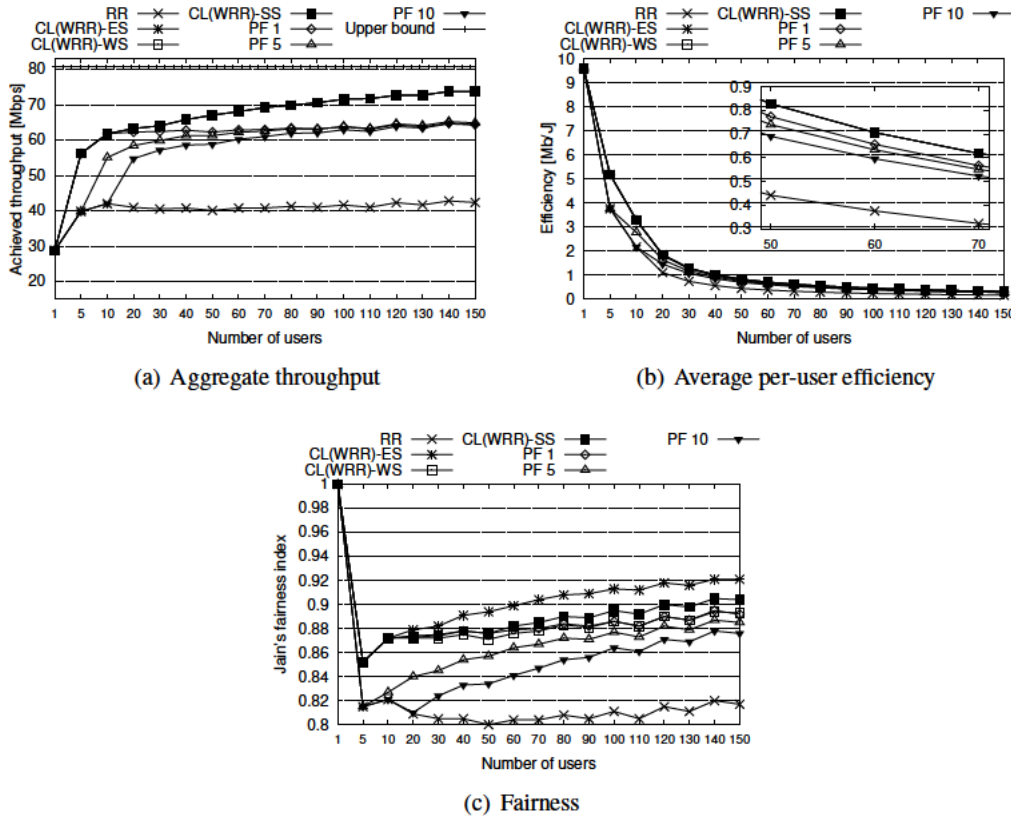 RR
CL(WRR)-ES
CL(WRR)-WS
CL(WRR)-SS
PF 1
PF 5
PF 10
Upper bound
Achieved throughput [Mbps]
80
70
60
50
40
30
20
1 5 10 20 30 40 50 60 70 80 90 100 110 120 130 140 150
Number of users
(a) Aggregate throughput
RR
CL(WRR)-ES
CL(WRR)-WS
CL(WRR)-SS
PF 1
PF 5
PF 10
Efficiency [Mb/J]
10
9
8
7
6
5
4
3
2
1
0
0.9
0.8
0.7
0.6
0.5
0.4
0.3
50 60 70
1 5 10 20 30 40 50 60 70 80 90 100 110 120 130 140 150
Number of users
(b) Average per-user efficiency
RR
CL(WRR)-ES
CL(WRR)-WS
CL(WRR)-SS
PF 1
PF 5
PF 10
Jain's fairness index
1
0.98
0.96
0.94
0.92
0.9
0.88
0.86
0.84
0.82
0.8
1 5 10 20 30 40 50 60 70 80 90 100 110 120 130 140 150
Number of users
(c) Fairness